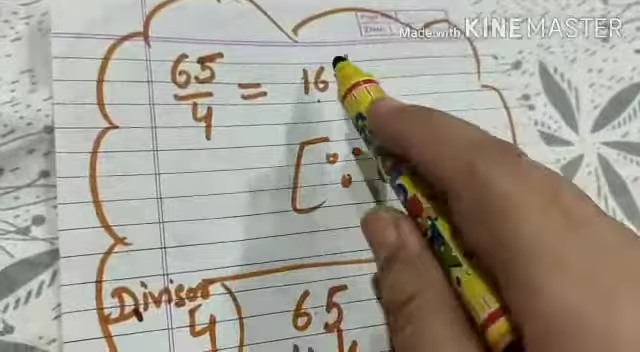 Made with KINEMASTER
65/4 = 16
[∵
Divisor
4) 65